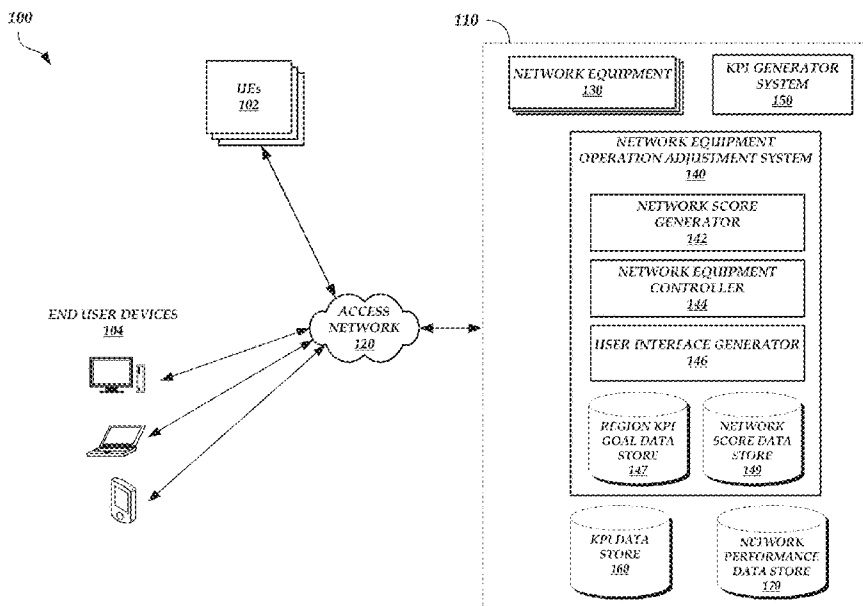 100
110
UEs
102
NETWORK EQUIPMENT
130
KPI GENERATOR
SYSTEM
150
NETWORK EQUIPMENT
OPERATION ADJUSTMENT SYSTEM
140
NETWORK SCORE
GENERATOR
142
NETWORK EQUIPMENT
CONTROLLER
144
USER INTERFACE GENERATOR
146
END USER DEVICES
104
ACCESS
NETWORK
120
REGION KPI
GOAL DATA
STORE
147
NETWORK
SCORE DATA
STORE
149
KPI DATA
STORE
160
NETWORK
PERFORMANCE
DATA STORE
170